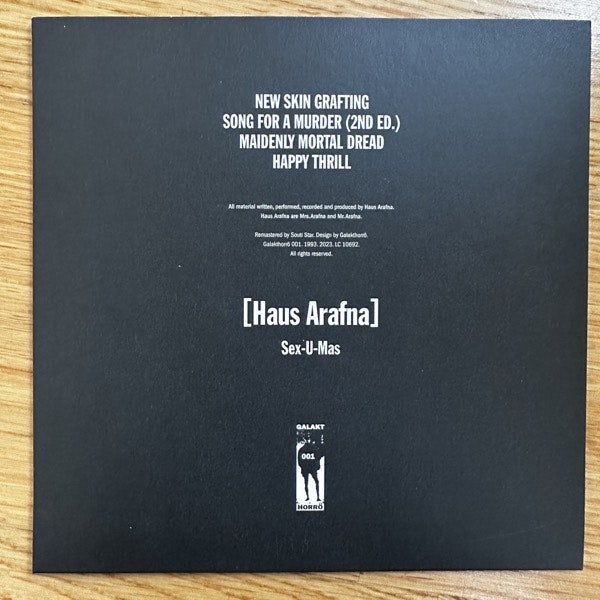 NEW SKIN GRAFTING
SONG FOR A MURDER (2ND ED.)
MAIDENLY MORTAL DREAD
HAPPY THRILL
All material written, performed, recorded and produced by Haus Arafna.
Haus Arafna are Mrs.Arafna and Mr.Arafna.
Remastered by Souti Star. Design by Galakthorrö.
Galakthorrö 001. 1993. 2023. LC 10692.
All rights reserved.
[Haus Arafna]
Sex-U-Mas
GALAKT
001
HORRÖ